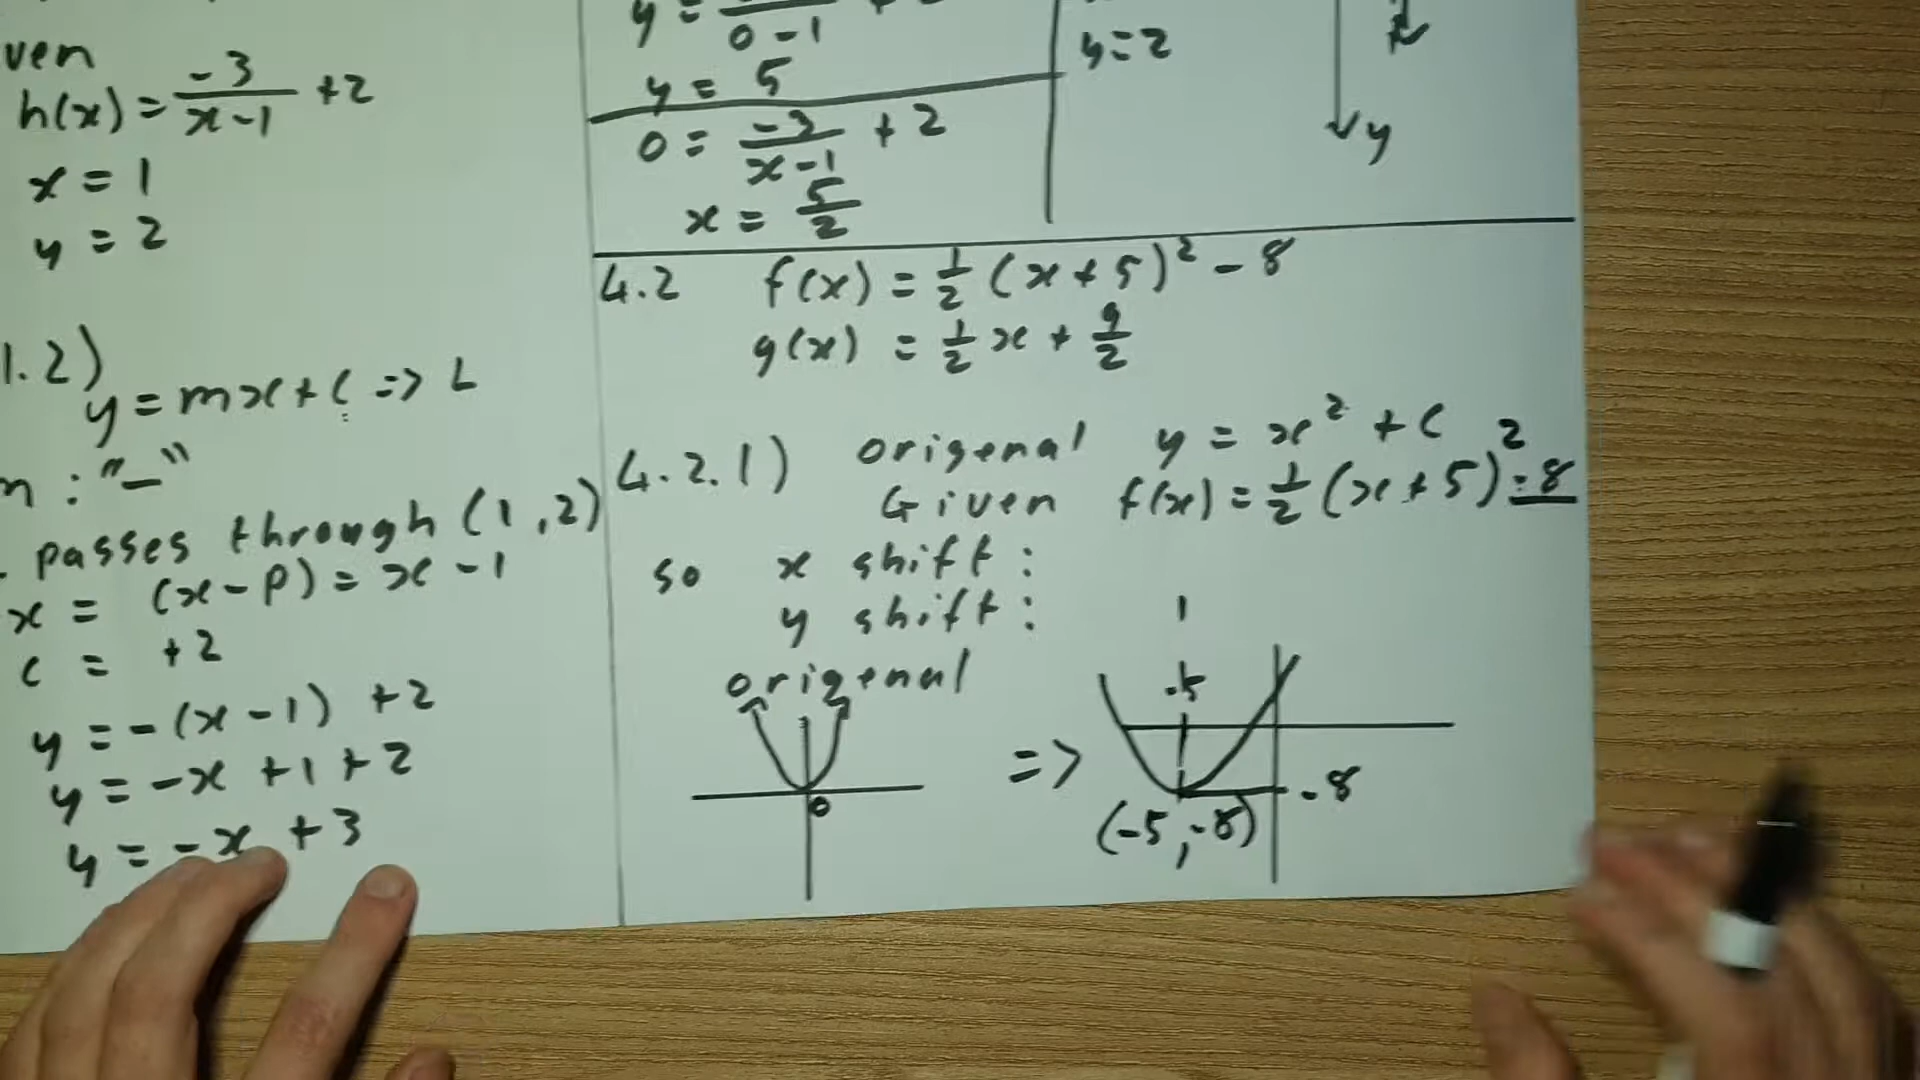 ven
h(x) = -3/(x-1) +2
x = 1
y = 2
1.2)
y = mx + c => L
m : "-"
passes through (1,2)
x = (x-p) = x-1
c = +2
y = -(x-1) +2
y = -x +1 +2
y = -x +3
0-1
y = 5
0 = -3/(x-1) + 2
x = 5/2
y = 2
y
4.2 f(x) = 1/2 (x+5)² - 8
g(x) = 1/2 x + 9/2
4.2.1) origenal y = x² + c
Given f(x) = 1/2 (x+5)² -8
so x shift :
y shift :
origenal
0
=>
-5
-8
(-5,-8)